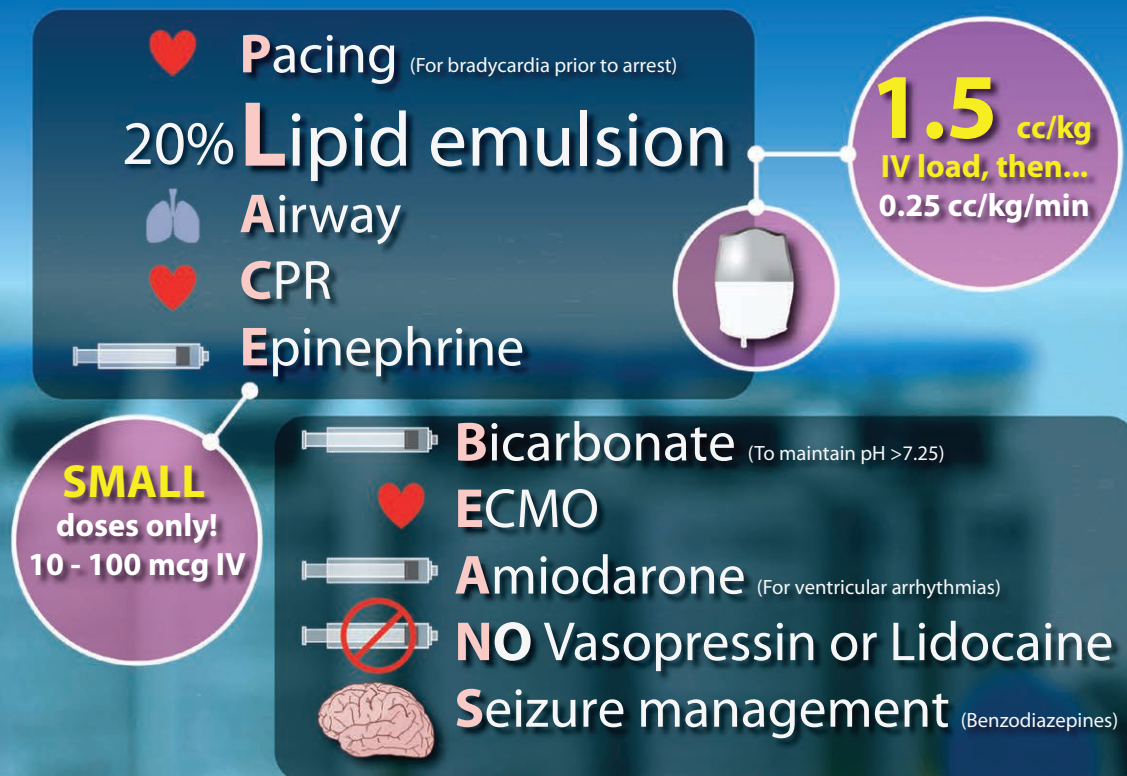 Pacing (For bradycardia prior to arrest)
20% Lipid emulsion
1.5 cc/kg
IV load, then...
0.25 cc/kg/min
Airway
CPR
Epinephrine
SMALL
doses only!
10 - 100 mcg IV
Bicarbonate (To maintain pH >7.25)
ECMO
Amiodarone (For ventricular arrhythmias)
NO Vasopressin or Lidocaine
Seizure management (Benzodiazepines)